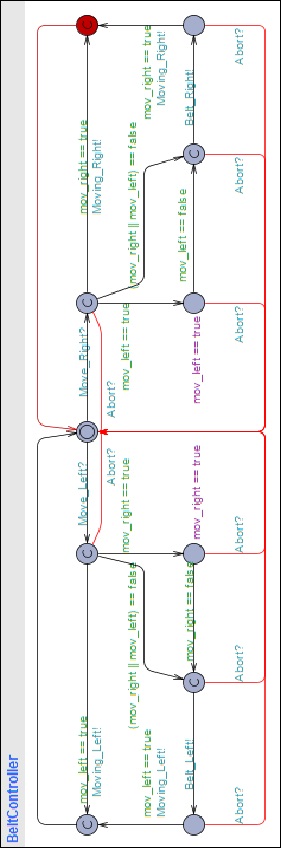 BeltController
mov_left == true
Move_Left?
Move_Right?
mov_right == true
C
C
C
C
C
Moving_Left!
Moving_Right!
Abort?
Abort?
mov_right == true
mov_left == true
(mov_right || mov_left) == false
(mov_right || mov_left) == false
mov_left == true
mov_right == true
Moving_Left!
Moving_Right!
Belt_Left!
mov_right == false
mov_left == false
Belt_Right!
C
C
mov_right == true
mov_left == true
Abort?
Abort?
Abort?
Abort?
Abort?
Abort?